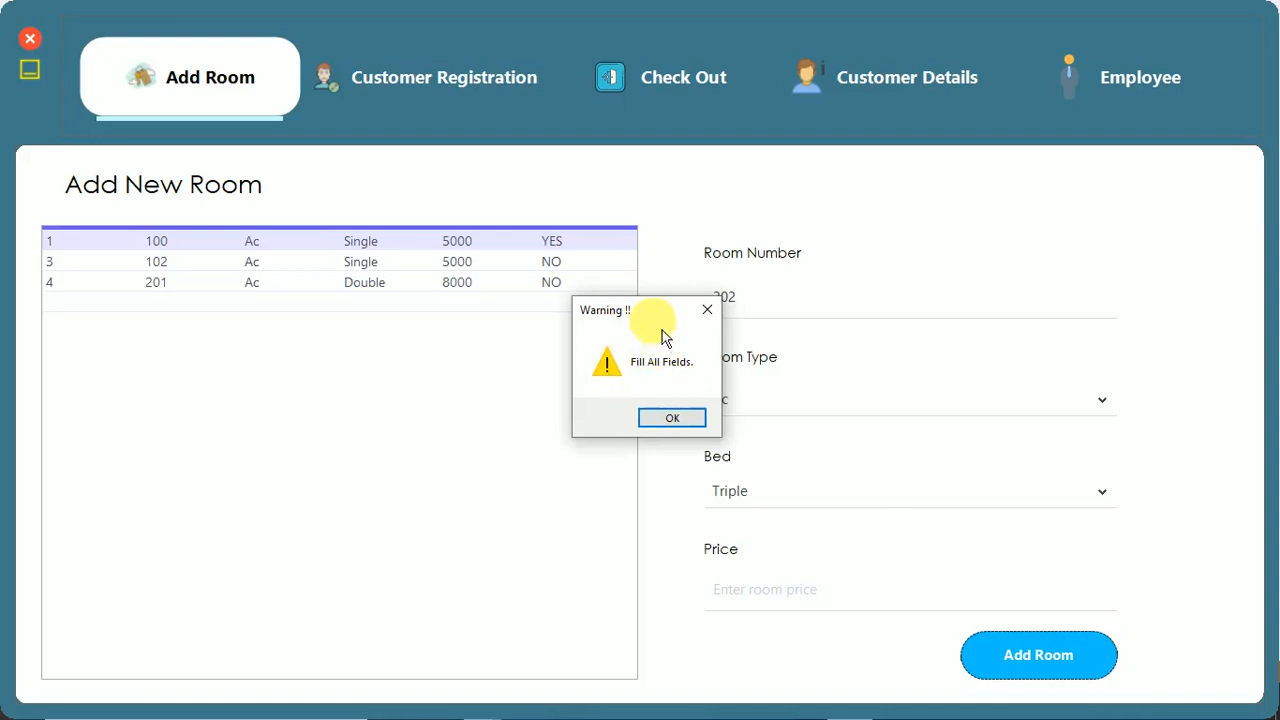 Add Room
Customer Registration
Check Out
Customer Details
Employee
Add New Room
1 100 Ac Single 5000 YES
3 102 Ac Single 5000 NO
4 201 Ac Double 8000 NO
Room Number
Warning !!
Fill All Fields.
OK
Type
Bed
Triple
Price
Enter room price
Add Room